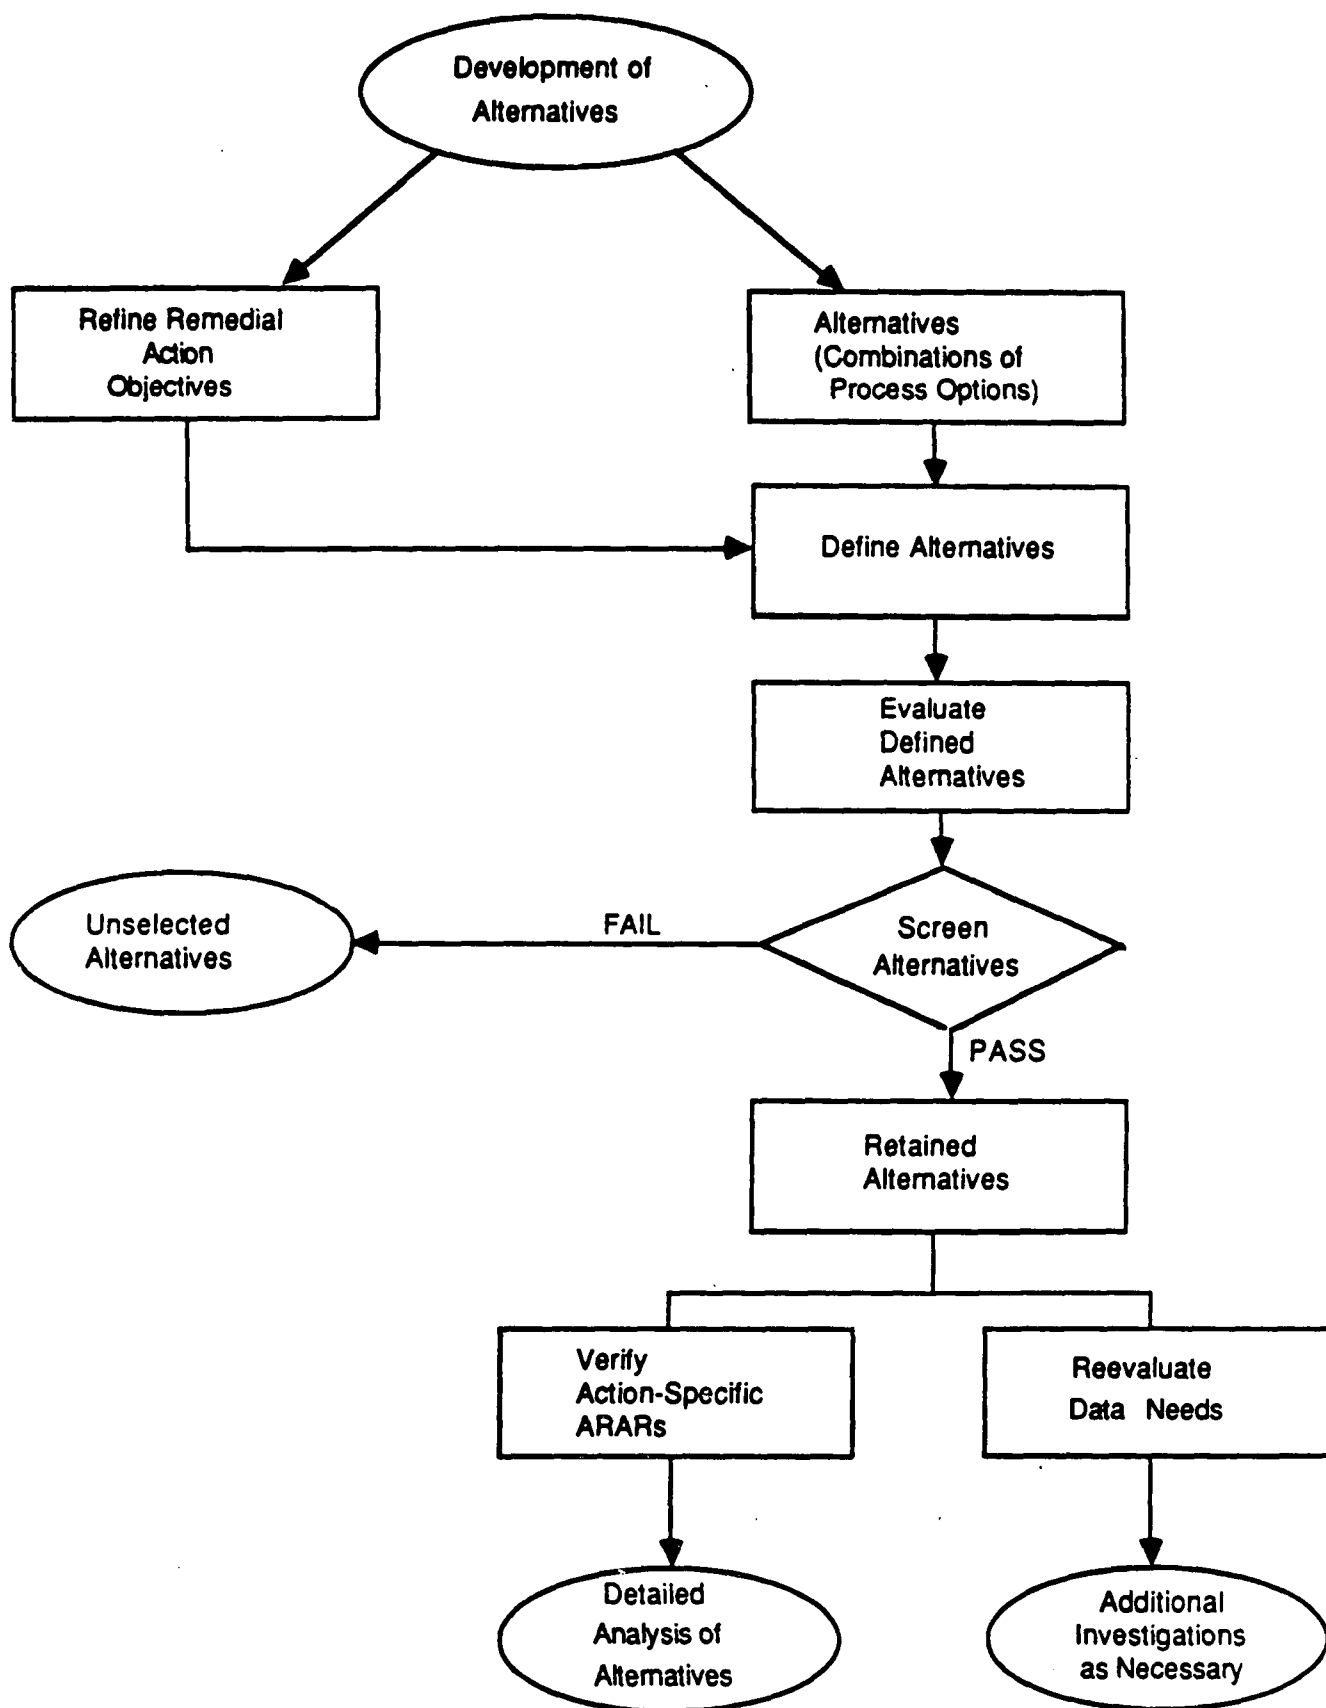 Development of
Alternatives
Refine Remedial
Action
Objectives
Alternatives
(Combinations of
Process Options)
Define Alternatives
Evaluate
Defined
Alternatives
Unselected
Alternatives
FAIL
Screen
Alternatives
PASS
Retained
Alternatives
Verify
Action-Specific
ARARs
Reevaluate
Data Needs
Detailed
Analysis of
Alternatives
Additional
Investigations
as Necessary